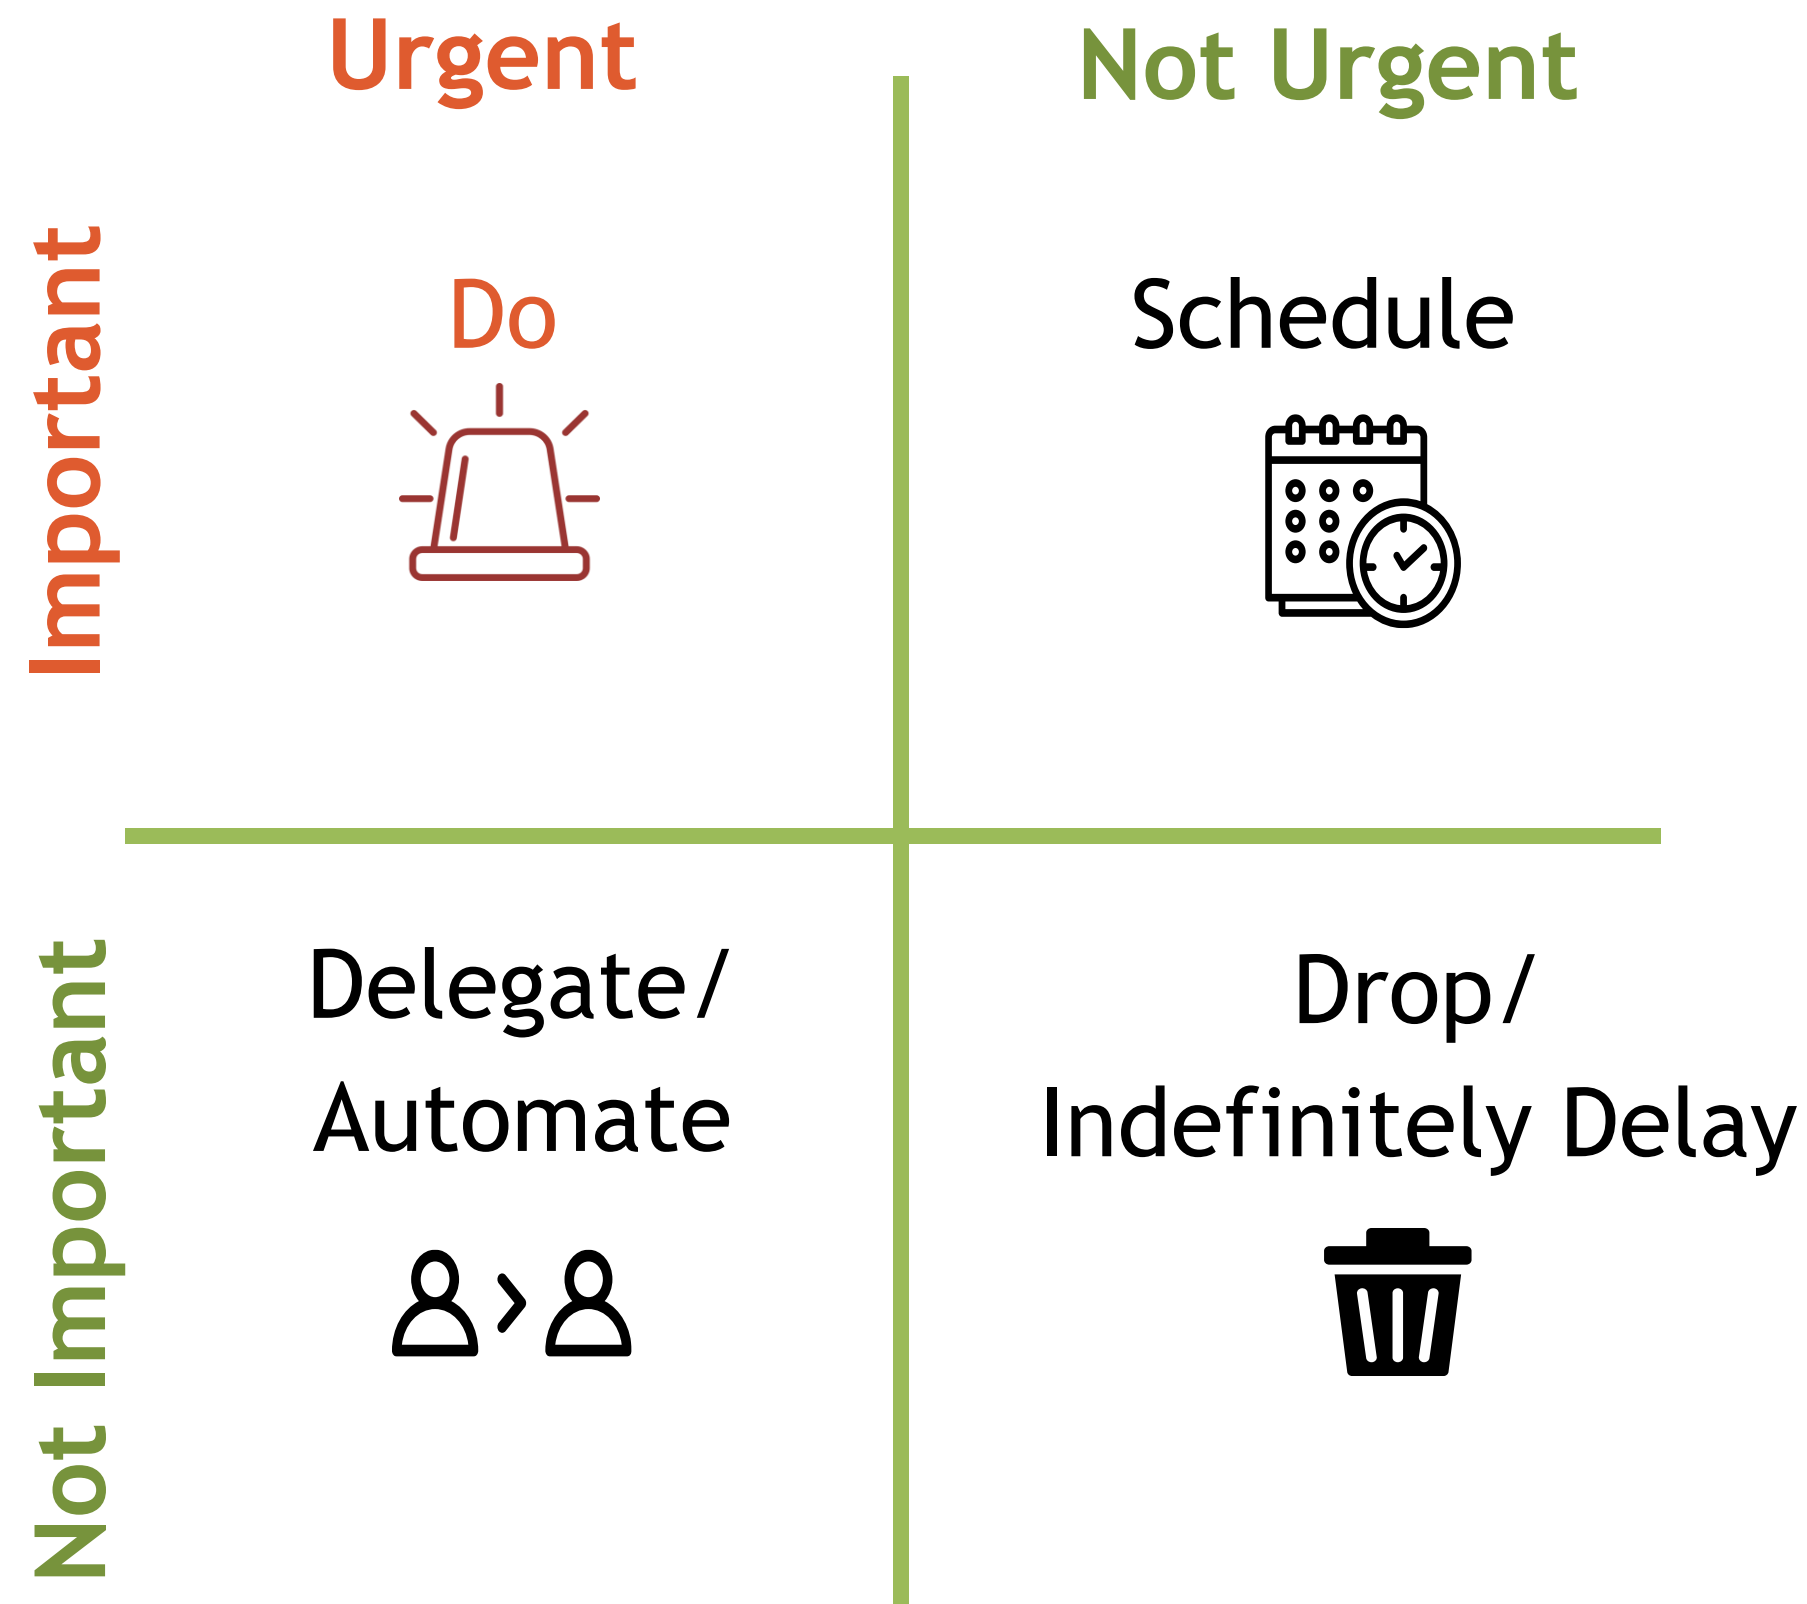 Urgent
Not Urgent
Important
Do
Schedule
Not Important
Delegate/
Automate
Drop/
Indefinitely Delay